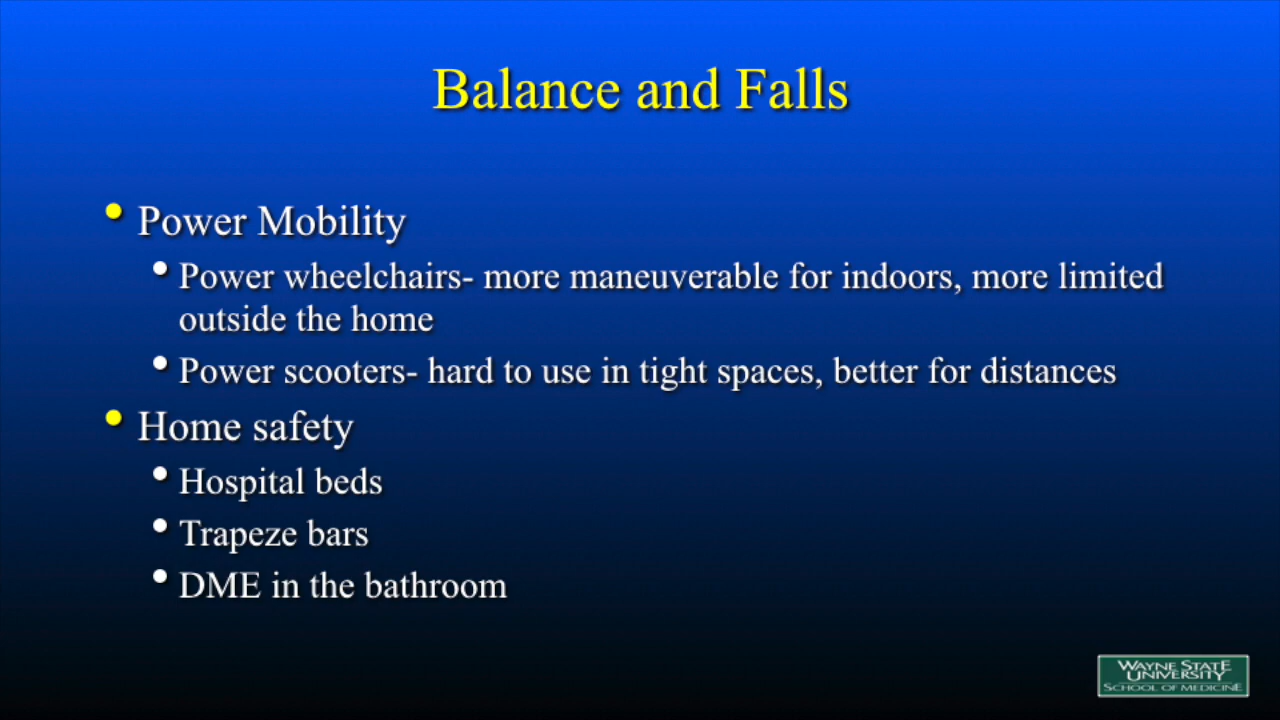 Balance and Falls
• Power Mobility
• Power wheelchairs- more maneuverable for indoors, more limited
outside the home
• Power scooters- hard to use in tight spaces, better for distances
• Home safety
• Hospital beds
• Trapeze bars
• DME in the bathroom
WAYNE STATE
UNIVERSITY
SCHOOL OF MEDICINE